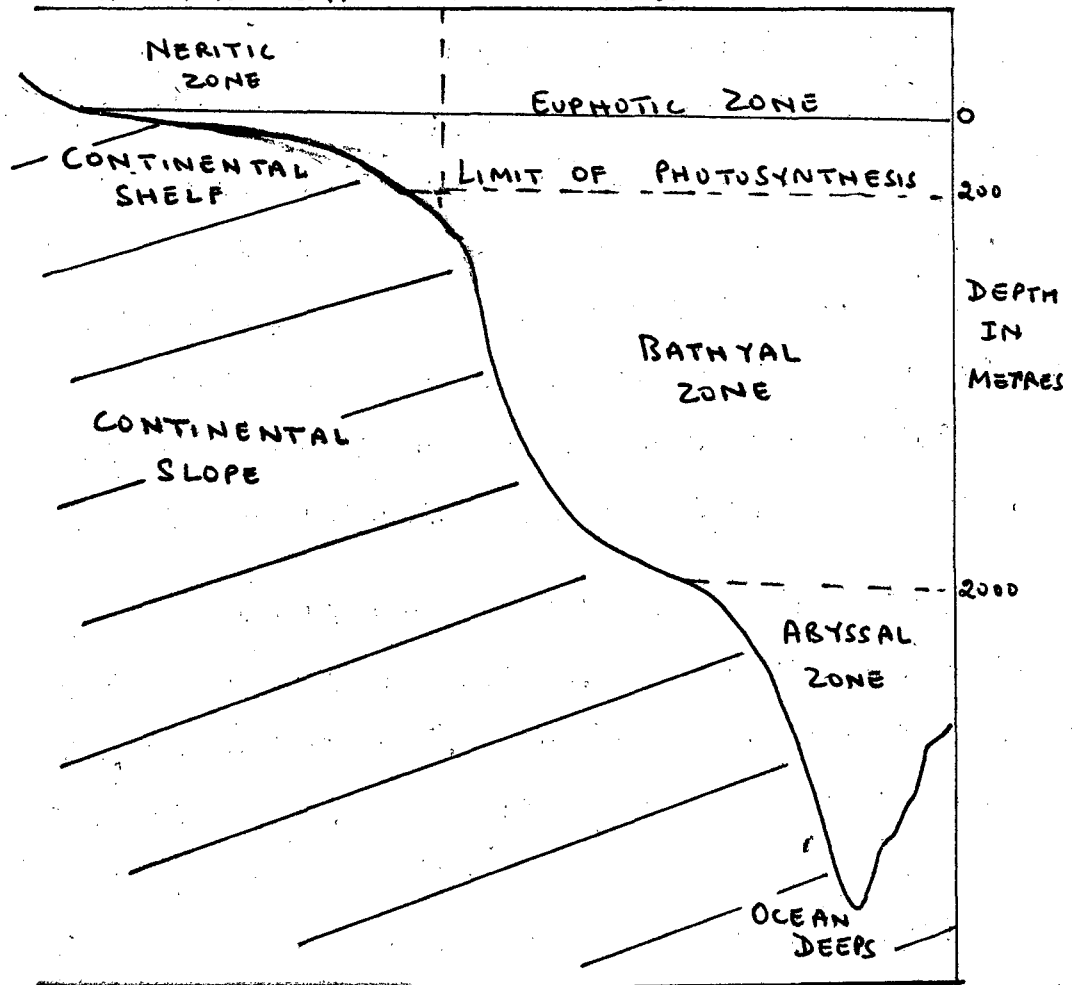 NERITIC
ZONE
EUPHOTIC ZONE
0
CONTINENTAL
SHELF
LIMIT OF PHOTOSYNTHESIS
200
DEPTH
IN
METRES
BATHYAL
ZONE
CONTINENTAL
SLOPE
2000
ABYSSAL
ZONE
OCEAN
DEEPS